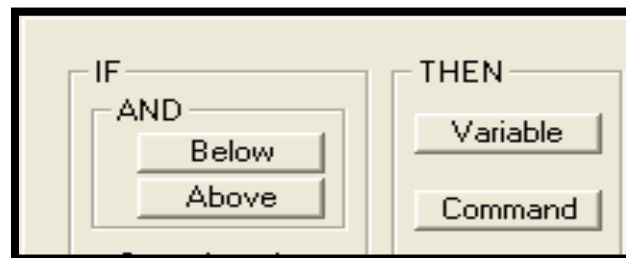 IF
AND
Below
Above
THEN
Variable
Command